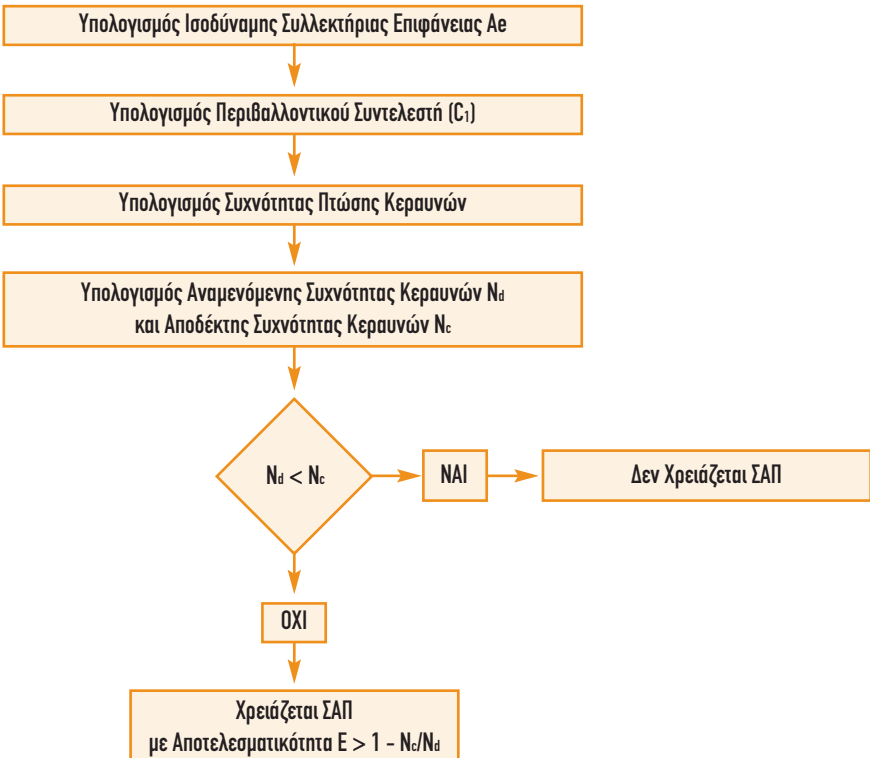 Υπολογισμός Ισοδύναμης Συλλεκτήριας Επιφάνειας Ae
Υπολογισμός Περιβαλλοντικού Συντελεστή (C₁)
Υπολογισμός Συχνότητας Πτώσης Κεραυνών
Υπολογισμός Αναμενόμενης Συχνότητας Κεραυνών Nd
και Αποδέκτης Συχνότητας Κεραυνών Nc
Nd < Nc
ΝΑΙ
Δεν Χρειάζεται ΣΑΠ
ΟΧΙ
Χρειάζεται ΣΑΠ
με Αποτελεσματικότητα E > 1 - Nc/Nd